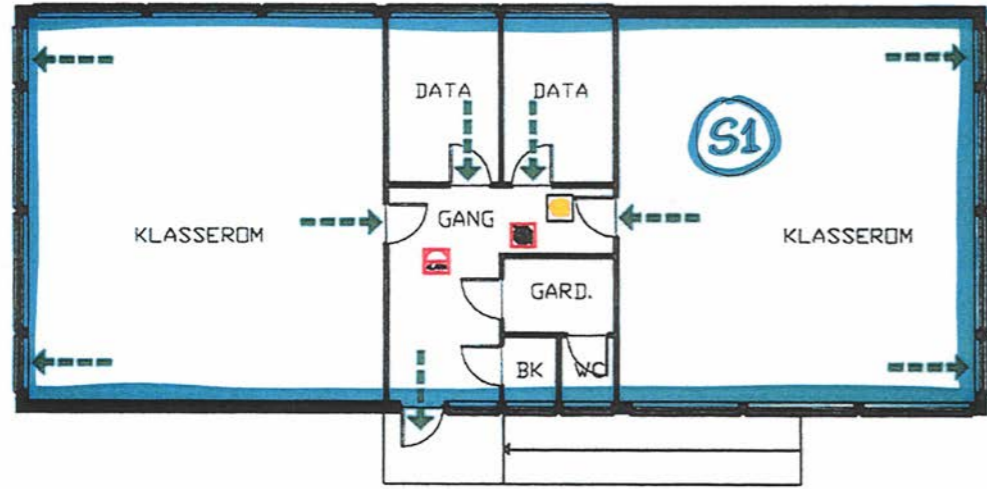 DATA
DATA
S1
GANG
KLASSEROM
KLASSEROM
GARD.
BK
WC